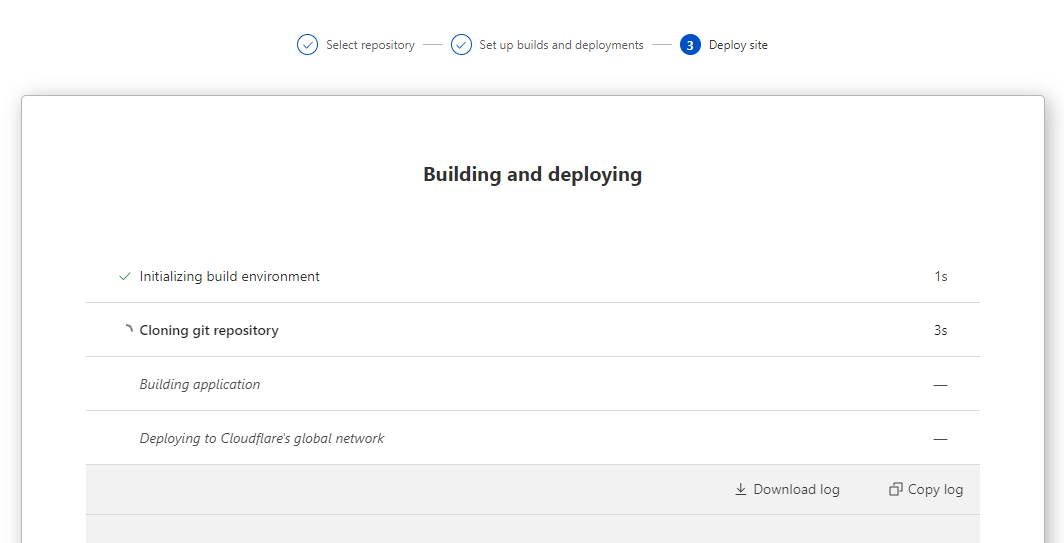 Select repository Set up builds and deployments 3 Deploy site
Building and deploying
Initializing build environment 1s
Cloning git repository 3s
Building application —
Deploying to Cloudflare's global network —
Download log Copy log